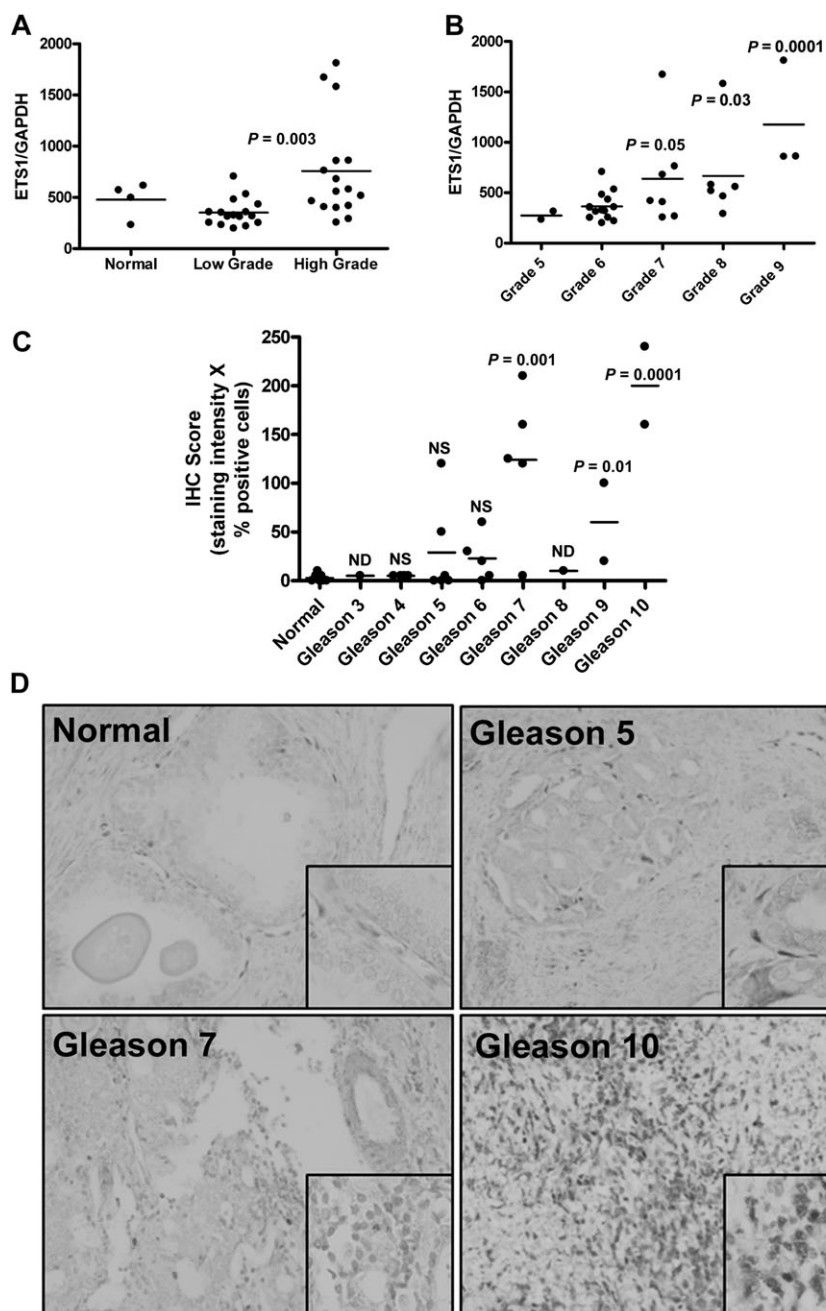 A
2000
1500
1000
500
0
ETS1/GAPDH
P = 0.003
Normal
Low Grade
High Grade
B
2000
1500
1000
500
0
ETS1/GAPDH
P = 0.05
P = 0.03
P = 0.0001
Grade 5
Grade 6
Grade 7
Grade 8
Grade 9
C
IHC Score
(staining intensity X
% positive cells)
250
200
150
100
50
0
ND
NS
NS
NS
P = 0.001
ND
P = 0.01
P = 0.0001
Normal
Gleason 3
Gleason 4
Gleason 5
Gleason 6
Gleason 7
Gleason 8
Gleason 9
Gleason 10
D
Normal
Gleason 5
Gleason 7
Gleason 10